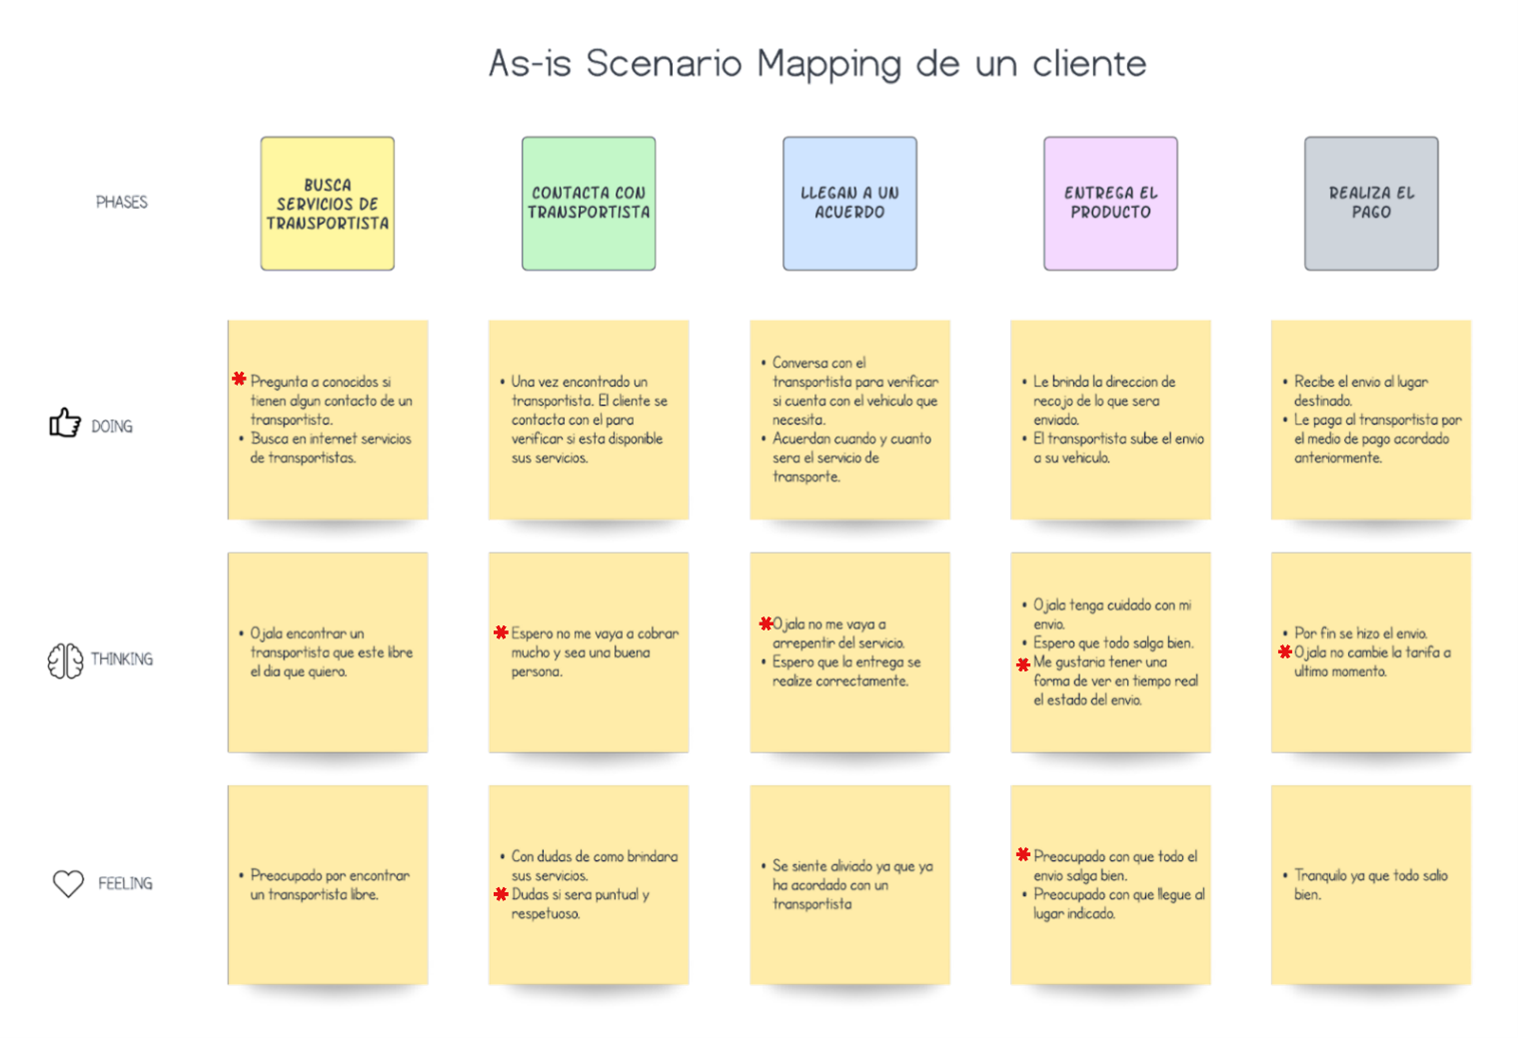 As-is Scenario Mapping de un cliente
PHASES
BUSCA
SERVICIOS DE
TRANSPORTISTA
CONTACTA CON
TRANSPORTISTA
LLEGAN A UN
ACUERDO
ENTREGA EL
PRODUCTO
REALIZA EL
PAGO
DOING
* Pregunta a conocidos si
tienen algun contacto de un
transportista.
• Busca en internet servicios
de transportistas.
• Una vez encontrado un
transportista. El cliente se
contacta con el para
verificar si esta disponible
sus servicios.
• Conversa con el
transportista para verificar
si cuenta con el vehiculo que
necesita.
• Acuerdan cuando y cuanto
sera el servicio de
transporte.
• Le brinda la direccion de
recojo de lo que sera
enviado.
• El transportista sube el envio
a su vehiculo.
• Recibe el envio al lugar
destinado.
• Le paga al transportista por
el medio de pago acordado
anteriormente.
THINKING
• Ojala encontrar un
transportista que este libre
el dia que quiero.
* Espero no me vaya a cobrar
mucho y sea una buena
persona.
* Ojala no me vaya a
arrepentir del servicio.
• Espero que la entrega se
realize correctamente.
• Ojala tenga cuidado con mi
envio.
• Espero que todo salga bien.
* Me gustaria tener una
forma de ver en tiempo real
el estado del envio.
• Por fin se hizo el envio.
* Ojala no cambie la tarifa a
ultimo momento.
FEELING
• Preocupado por encontrar
un transportista libre.
• Con dudas de como brindara
sus servicios.
* Dudas si sera puntual y
respetuoso.
• Se siente aliviado ya que ya
ha acordado con un
transportista
* Preocupado con que todo el
envio salga bien.
• Preocupado con que llegue al
lugar indicado.
• Tranquilo ya que todo salio
bien.